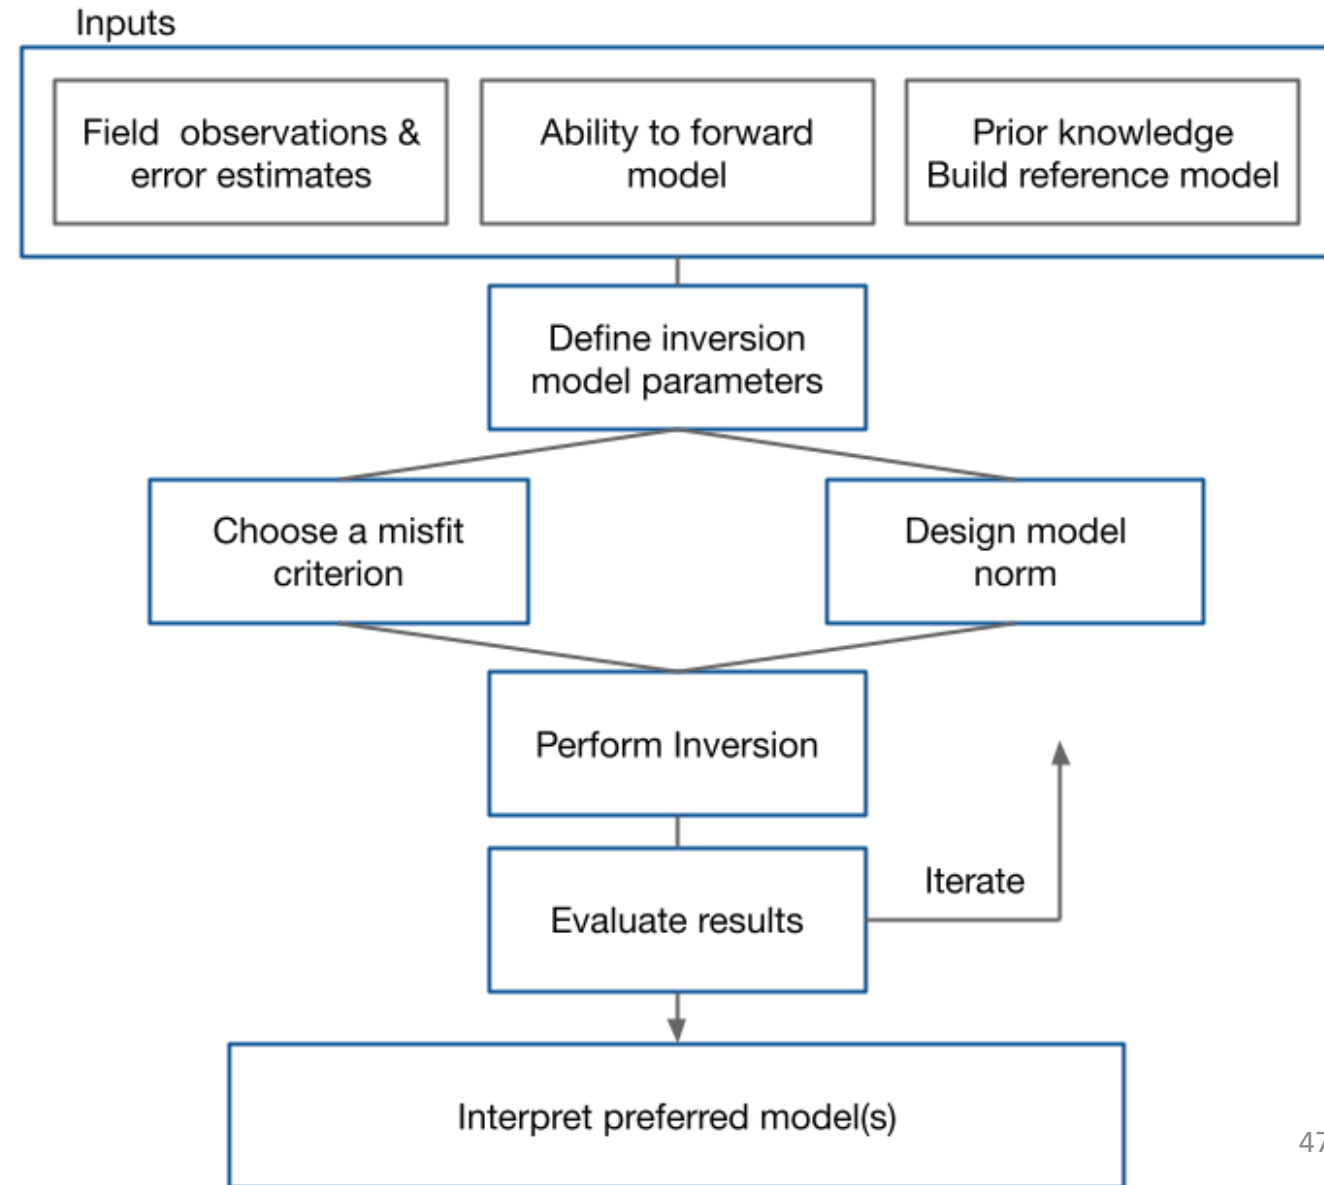 Inputs
Field observations &
error estimates
Ability to forward
model
Prior knowledge
Build reference model
Define inversion
model parameters
Choose a misfit
criterion
Design model
norm
Perform Inversion
Iterate
Evaluate results
Interpret preferred model(s)
47